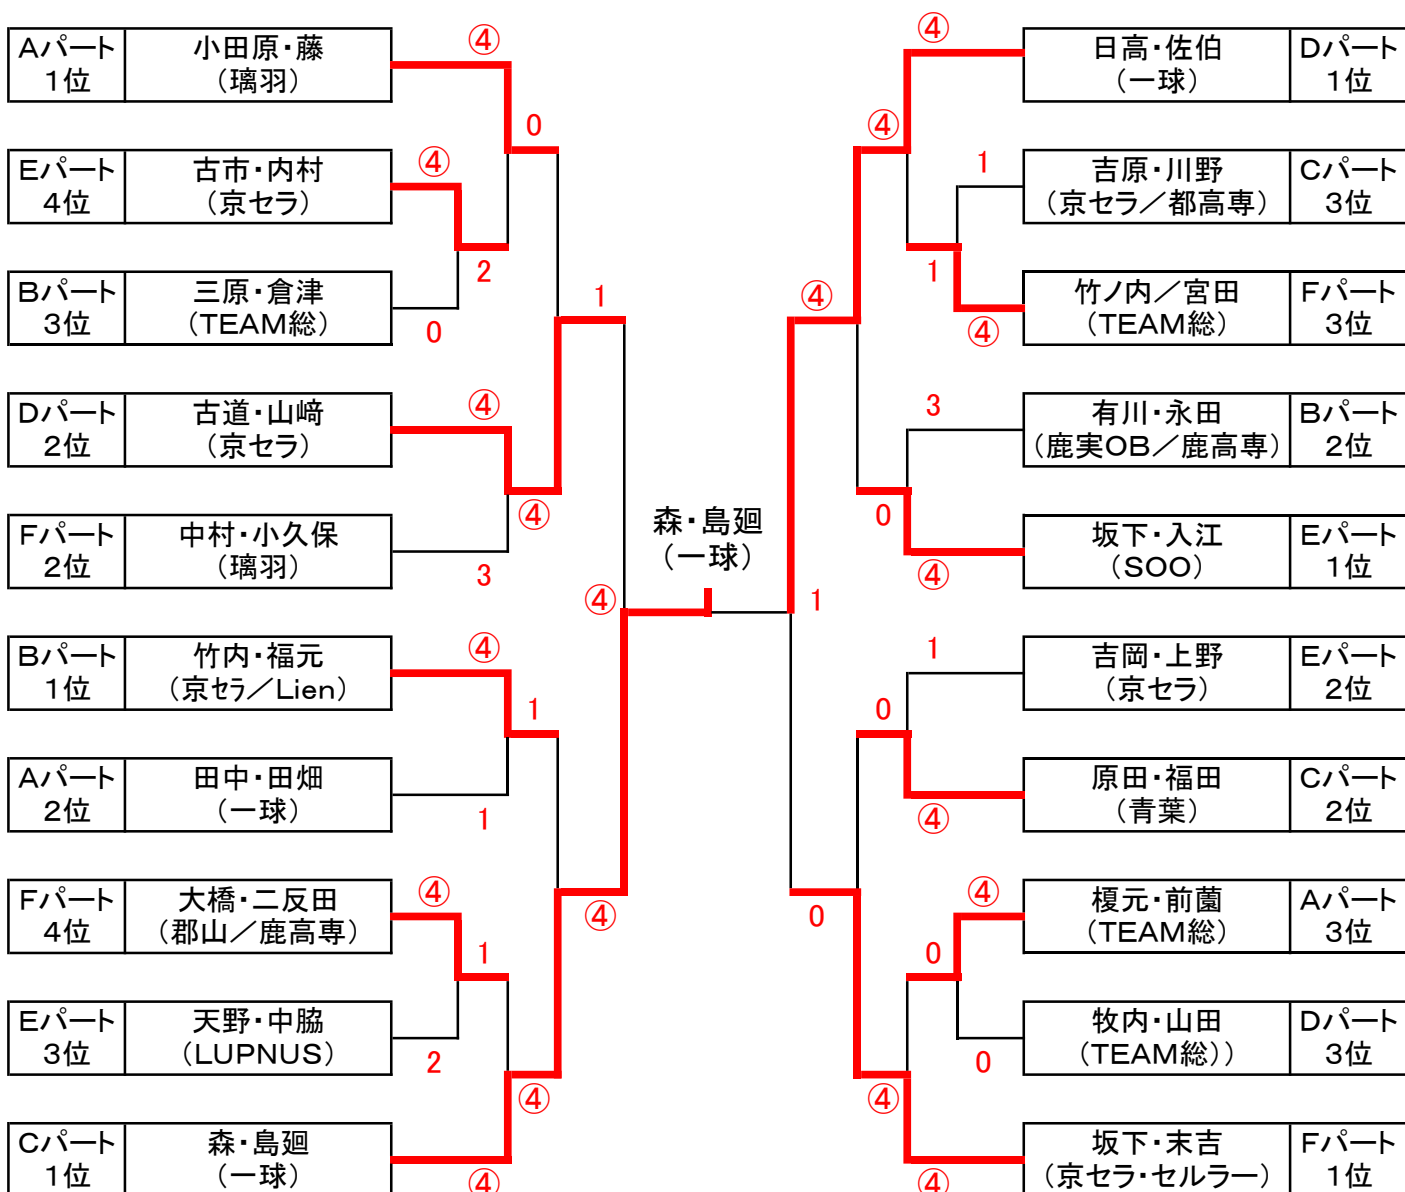 Aパート
1位
小田原・藤
（璃羽）
④
0
Eパート
4位
古市・内村
（京セラ）
④
2
Bパート
3位
三原・倉津
（TEAM総）
0
1
Dパート
2位
古道・山﨑
（京セラ）
④
④
Fパート
2位
中村・小久保
（璃羽）
3
④
Bパート
1位
竹内・福元
（京セラ／Lien）
④
1
Aパート
2位
田中・田畑
（一球）
1
Fパート
4位
大橋・二反田
（郡山／鹿高専）
④
1
④
Eパート
3位
天野・中脇
（LUPNUS）
2
④
Cパート
1位
森・島廻
（一球）
④
森・島廻
（一球）
④
日高・佐伯
（一球）
Dパート
1位
④
1
吉原・川野
（京セラ／都高専）
Cパート
3位
1
④
④
竹ノ内／宮田
（TEAM総）
Fパート
3位
3
有川・永田
（鹿実OB／鹿高専）
Bパート
2位
0
④
坂下・入江
（SOO）
Eパート
1位
1
1
吉岡・上野
（京セラ）
Eパート
2位
0
④
原田・福田
（青葉）
Cパート
2位
④
榎元・前薗
（TEAM総）
Aパート
3位
0
0
0
牧内・山田
（TEAM総））
Dパート
3位
④
④
坂下・末吉
（京セラ・セルラー）
Fパート
1位